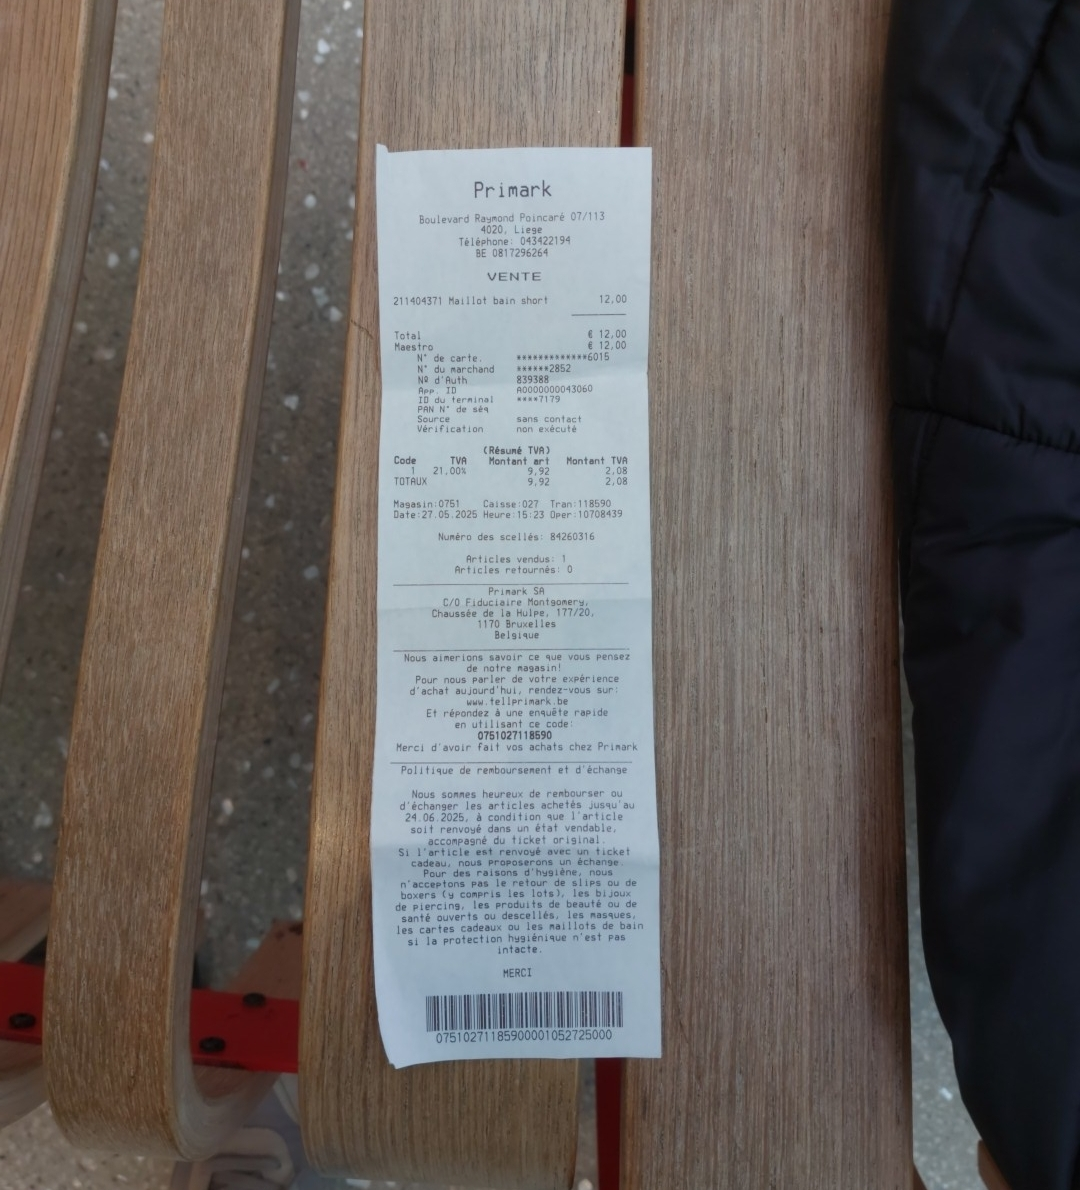 Primark
Boulevard Raymond Poincaré 07/113
4020, Liege
Téléphone: 043422194
BE 0817296264
VENTE
211404371 Maillot bain short 12,00
Total € 12,00
Maestro € 12,00
N° de carte. *************6015
N° du marchand ******2852
Nº d'Auth 839388
App. ID A0000000043060
ID du terminal ****7179
PAN N° de séq
Source sans contact
Vérification non exécuté
(Résumé TVA)
Code TVA Montant art Montant TVA
1 21,00% 9,92 2,08
TOTAUX 9,92 2,08
Magasin:0751 Caisse:027 Tran:118590
Date:27.05.2025 Heure:15:23 Oper:10708439
Numéro des scellés: 84260316
Articles vendus: 1
Articles retournés: 0
Primark SA
C/O Fiduciaire Montgomery,
Chaussée de la Hulpe, 177/20,
1170 Bruxelles
Belgique
Nous aimerions savoir ce que vous pensez
de notre magasin!
Pour nous parler de votre expérience
d'achat aujourd'hui, rendez-vous sur:
www.tellprimark.be
Et répondez à une enquête rapide
en utilisant ce code:
0751027118590
Merci d'avoir fait vos achats chez Primark
Politique de remboursement et d'échange
Nous sommes heureux de rembourser ou
d'échanger les articles achetés jusqu'au
24.06.2025, à condition que l'article
soit renvoyé dans un état vendable,
accompagné du ticket original.
Si l'article est renvoyé avec un ticket
cadeau, nous proposerons un échange.
Pour des raisons d'hygiène, nous
n'acceptons pas le retour de slips ou de
boxers (y compris les lots), les bijoux
de piercing, les produits de beauté ou de
santé ouverts ou descellés, les masques,
les cartes cadeaux ou les maillots de bain
si la protection hygiénique n'est pas
intacte.
MERCI
07510271185900001052725000